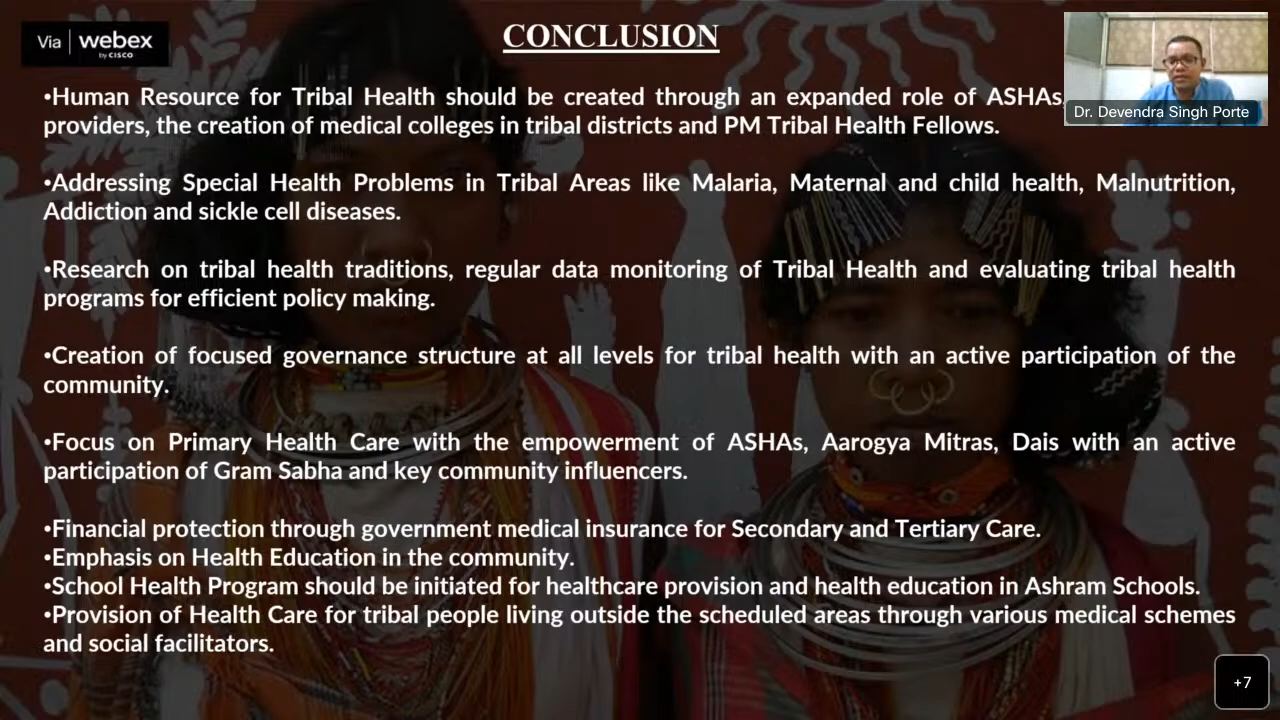 Via | webex
by CISCO
CONCLUSION
•Human Resource for Tribal Health should be created through an expanded role of ASHAs,
providers, the creation of medical colleges in tribal districts and PM Tribal Health Fellows.
Dr. Devendra Singh Porte
•Addressing Special Health Problems in Tribal Areas like Malaria, Maternal and child health, Malnutrition,
Addiction and sickle cell diseases.
•Research on tribal health traditions, regular data monitoring of Tribal Health and evaluating tribal health
programs for efficient policy making.
•Creation of focused governance structure at all levels for tribal health with an active participation of the
community.
•Focus on Primary Health Care with the empowerment of ASHAs, Aarogya Mitras, Dais with an active
participation of Gram Sabha and key community influencers.
•Financial protection through government medical insurance for Secondary and Tertiary Care.
•Emphasis on Health Education in the community.
•School Health Program should be initiated for healthcare provision and health education in Ashram Schools.
•Provision of Health Care for tribal people living outside the scheduled areas through various medical schemes
and social facilitators.
+7